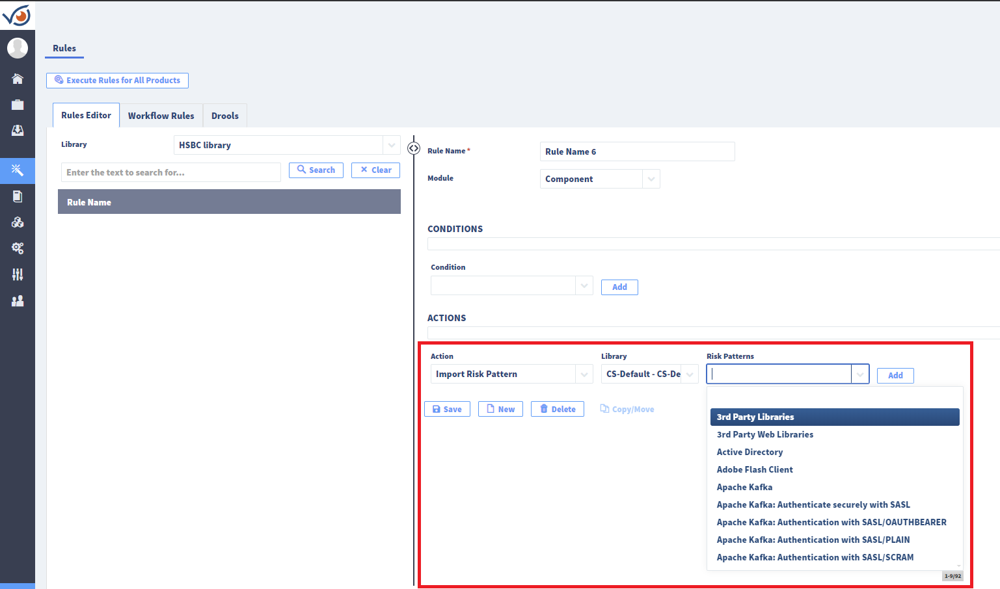 Rules
Execute Rules for All Products
Rules Editor
Workflow Rules
Drools
Library
HSBC library
Enter the text to search for...
Search
Clear
Rule Name
Rule Name *
Rule Name 6
Module
Component
CONDITIONS
Condition
Add
ACTIONS
Action
Library
Risk Patterns
Import Risk Pattern
CS-Default - CS-De
Add
Save
New
Delete
Copy/Move
3rd Party Libraries
3rd Party Web Libraries
Active Directory
Adobe Flash Client
Apache Kafka
Apache Kafka: Authenticate securely with SASL
Apache Kafka: Authentication with SASL/OAUTHBEARER
Apache Kafka: Authentication with SASL/PLAIN
Apache Kafka: Authentication with SASL/SCRAM
1-9/92